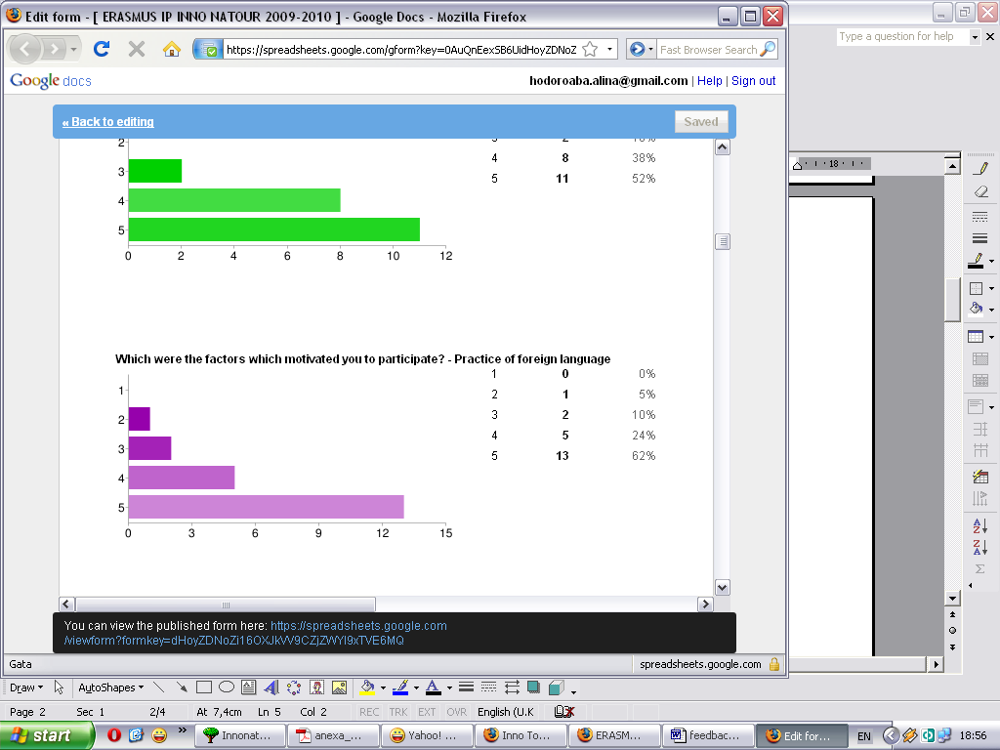 Edit form - [ ERASMUS IP INNO NATOUR 2009-2010 ] - Google Docs - Mozilla Firefox
Type a question for help
https://spreadsheets.google.com/gform?key=0AuQnEexSB6UidHoyZDNoZ
Fast Browser Search
Google docs
hodoroaba.alina@gmail.com | Help | Sign out
« Back to editing
Saved
2
3
4 8 38%
5 11 52%
3
4
5
0 2 4 6 8 10 12
18
Which were the factors which motivated you to participate? - Practice of foreign language
1 0 0%
2 1 5%
3 2 10%
4 5 24%
5 13 62%
1
2
3
4
5
0 3 6 9 12 15
You can view the published form here: https://spreadsheets.google.com
/viewform?formkey=dHoyZDNoZi16OXJkVV9CZjZWYl9xTVE6MQ
Gata
spreadsheets.google.com
Draw AutoShapes
Page 2 Sec 1 2/4 At 7,4cm Ln 5 Col 2 REC TRK EXT OVR English (U.K
start
Innonat...
anexa_...
Yahoo! ...
Inno To...
ERASM...
feedbac...
Edit for...
EN
18:56